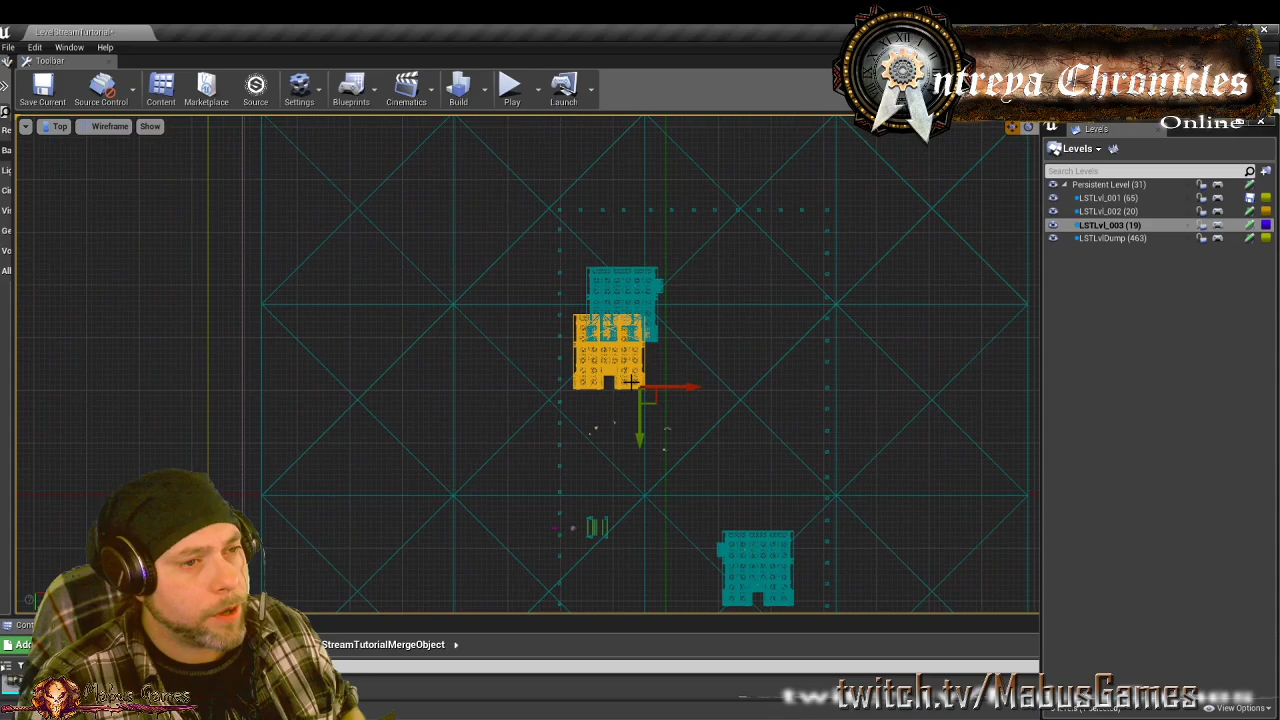 LevelStreamTurtorial*
File Edit Window Help
Toolbar
Save Current Source Control Content Marketplace Source Settings Blueprints Cinematics Build Play Launch
XII
ntreya Chronicles
Online
Top Wireframe Show
Levels
Levels
Search Levels
Persistent Level (31)
LSTLvl_001 (65)
LSTLvl_002 (20)
LSTLvl_003 (19)
LSTLvlDump (463)
StreamTutorialMergeObject
Mabus Games
twitch.tv/MabusGames
View Options